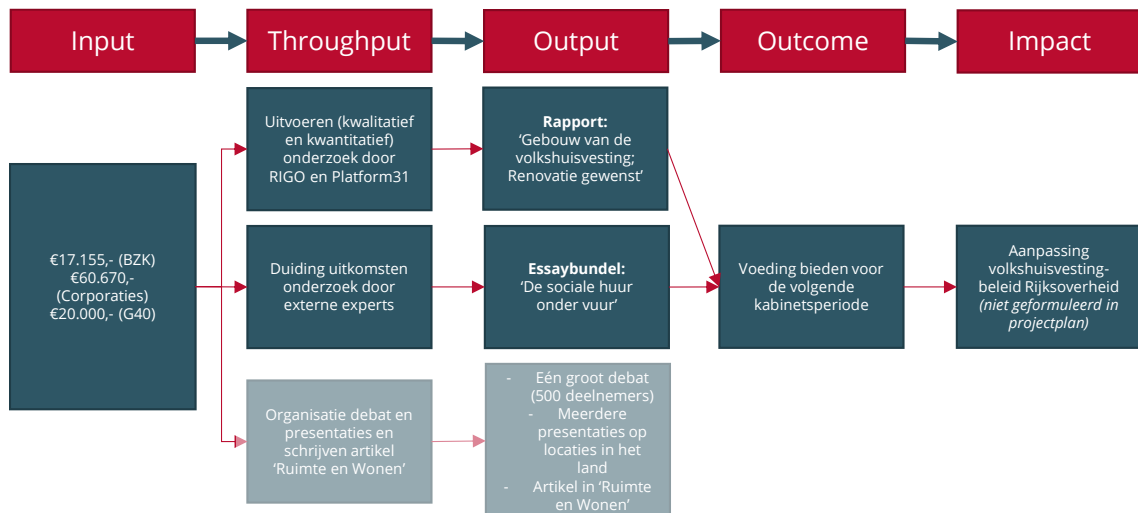 Input
Throughput
Output
Outcome
Impact
€17.155,- (BZK)
€60.670,-
(Corporaties)
€20.000,- (G40)
Uitvoeren (kwalitatief
en kwantitatief)
onderzoek door
RIGO en Platform31
Rapport:
‘Gebouw van de
volkshuisvesting;
Renovatie gewenst’
Duiding uitkomsten
onderzoek door
externe experts
Essaybundel:
‘De sociale huur
onder vuur’
Voeding bieden voor
de volgende
kabinetsperiode
Aanpassing
volkshuisvesting-
beleid Rijksoverheid
(niet geformuleerd in
projectplan)
Organisatie debat en
presentaties en
schrijven artikel
‘Ruimte en Wonen’
- Eén groot debat
(500 deelnemers)
- Meerdere
presentaties op
locaties in het
land
- Artikel in ‘Ruimte
en Wonen’